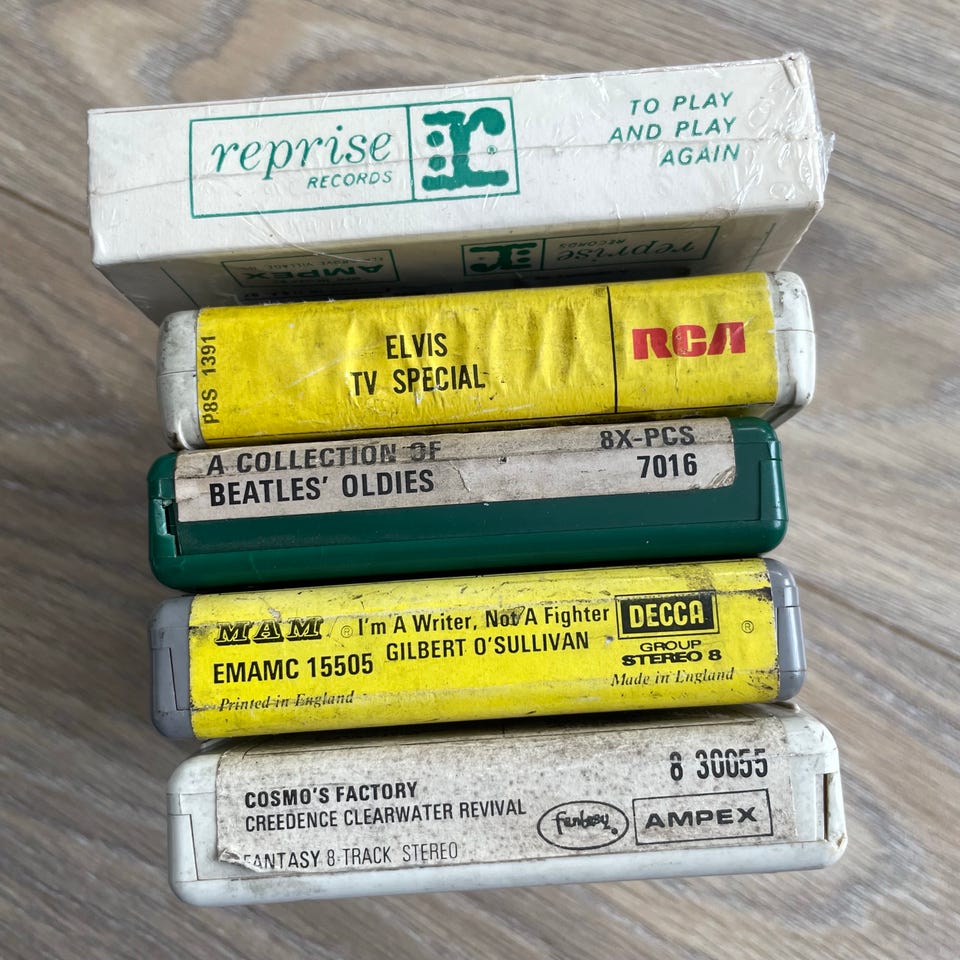 reprise
RECORDS
r
®
TO PLAY
AND PLAY
AGAIN
reprise
RECORDS
r
AMPEX
P8S 1391
ELVIS
TV SPECIAL
RCA
A COLLECTION OF
BEATLES' OLDIES
8X-PCS
7016
MAM ® I'm A Writer, Not A Fighter
EMAMC 15505 GILBERT O'SULLIVAN
Printed in England
DECCA
®
GROUP
STEREO 8
Made in England
COSMO'S FACTORY
CREEDENCE CLEARWATER REVIVAL
FANTASY 8-TRACK STEREO
8 30055
fantasy
AMPEX